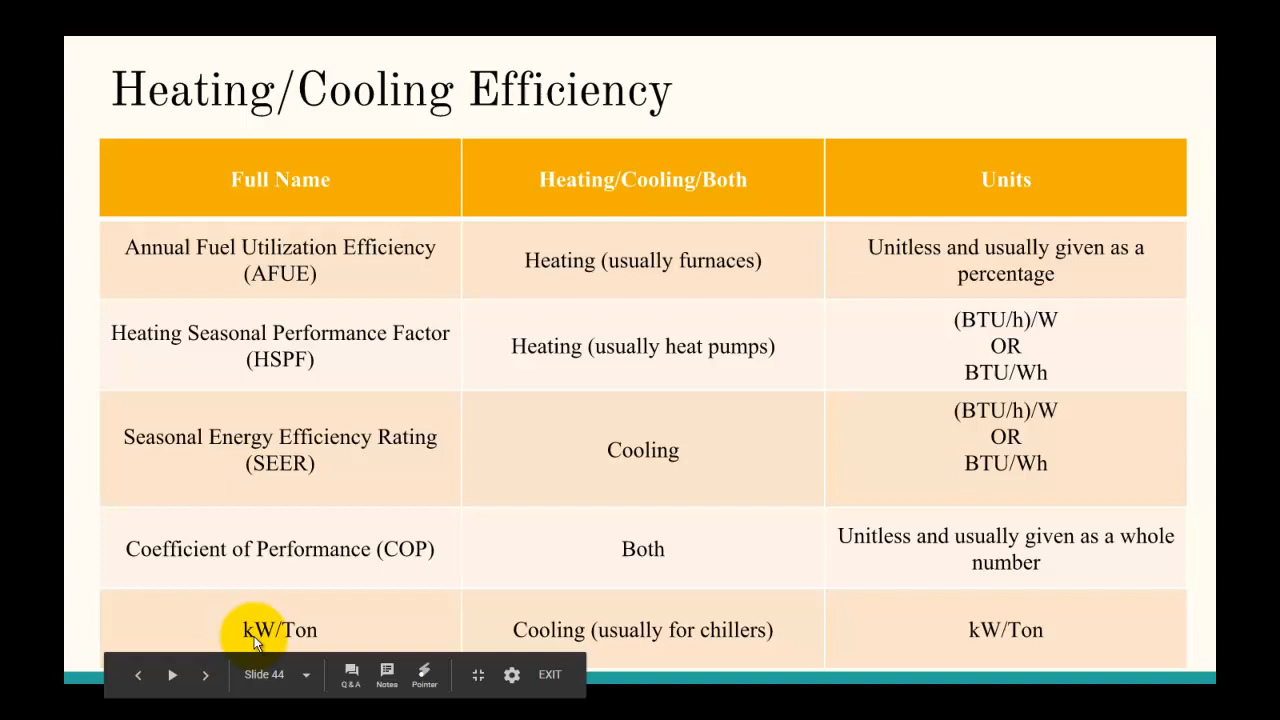 Heating/Cooling Efficiency
Full Name
Heating/Cooling/Both
Units
Annual Fuel Utilization Efficiency
(AFUE)
Heating (usually furnaces)
Unitless and usually given as a
percentage
Heating Seasonal Performance Factor
(HSPF)
Heating (usually heat pumps)
(BTU/h)/W
OR
BTU/Wh
Seasonal Energy Efficiency Rating
(SEER)
Cooling
(BTU/h)/W
OR
BTU/Wh
Coefficient of Performance (COP)
Both
Unitless and usually given as a whole
number
kW/Ton
Cooling (usually for chillers)
kW/Ton
Slide 44
Q & A
Notes
Pointer
EXIT